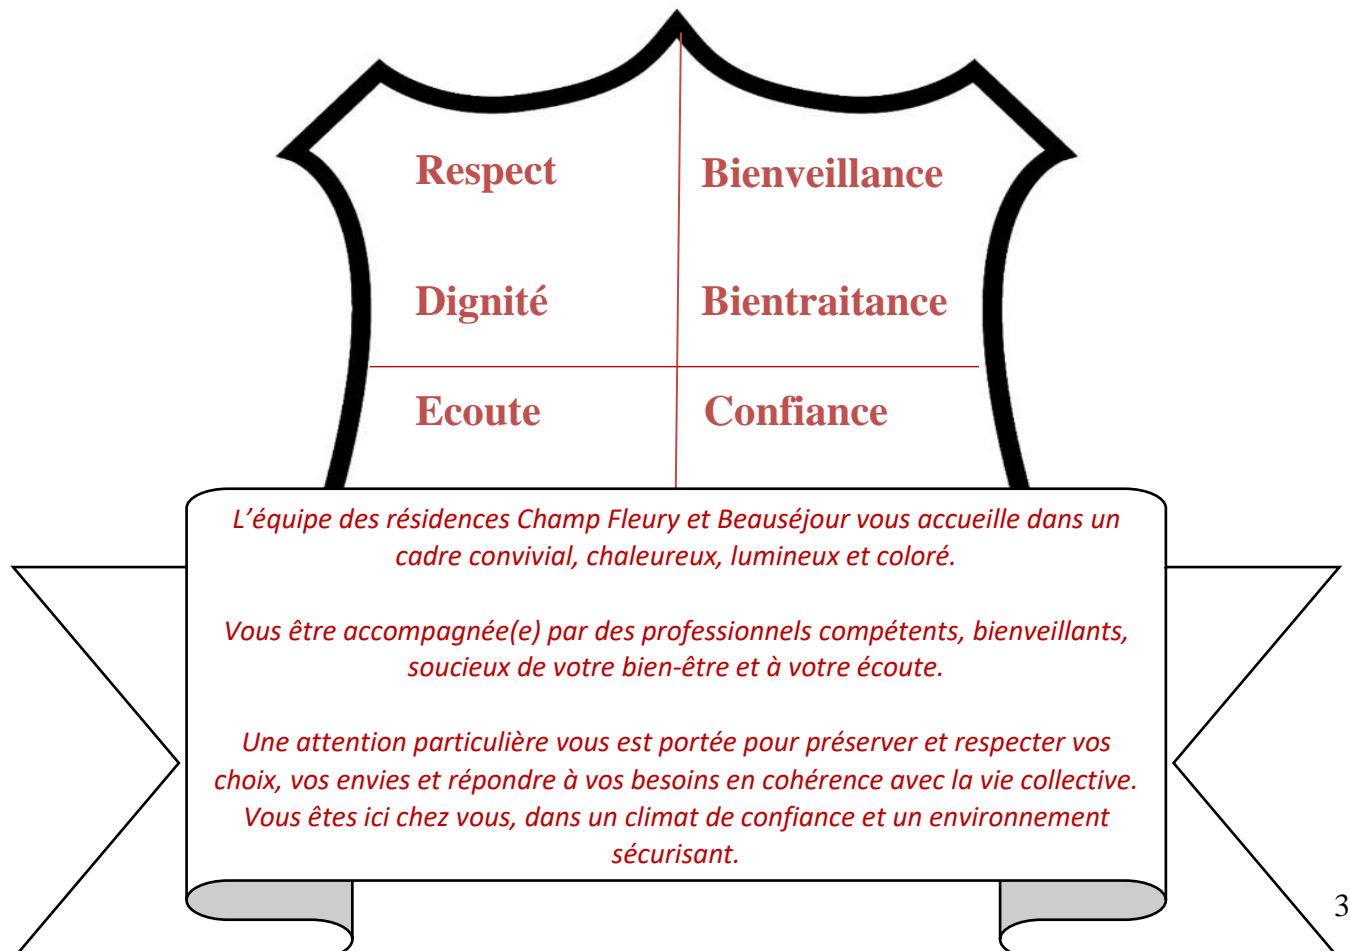 Respect
Bienveillance
Dignité
Bientraitance
Ecoute
Confiance
L’équipe des résidences Champ Fleury et Beauséjour vous accueille dans un
cadre convivial, chaleureux, lumineux et coloré.
Vous être accompagnée(e) par des professionnels compétents, bienveillants,
soucieux de votre bien-être et à votre écoute.
Une attention particulière vous est portée pour préserver et respecter vos
choix, vos envies et répondre à vos besoins en cohérence avec la vie collective.
Vous êtes ici chez vous, dans un climat de confiance et un environnement
sécurisant.
3